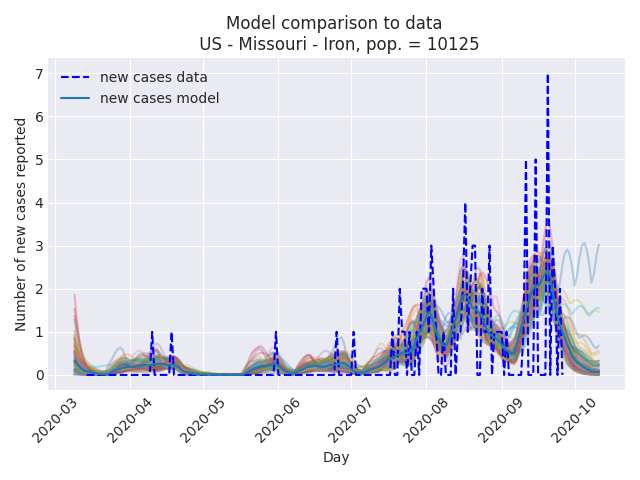 Model comparison to data
US - Missouri - Iron, pop. = 10125
new cases data
new cases model
Number of new cases reported
7
6
5
4
3
2
1
0
2020-03
2020-04
2020-05
2020-06
2020-07
2020-08
2020-09
2020-10
Day